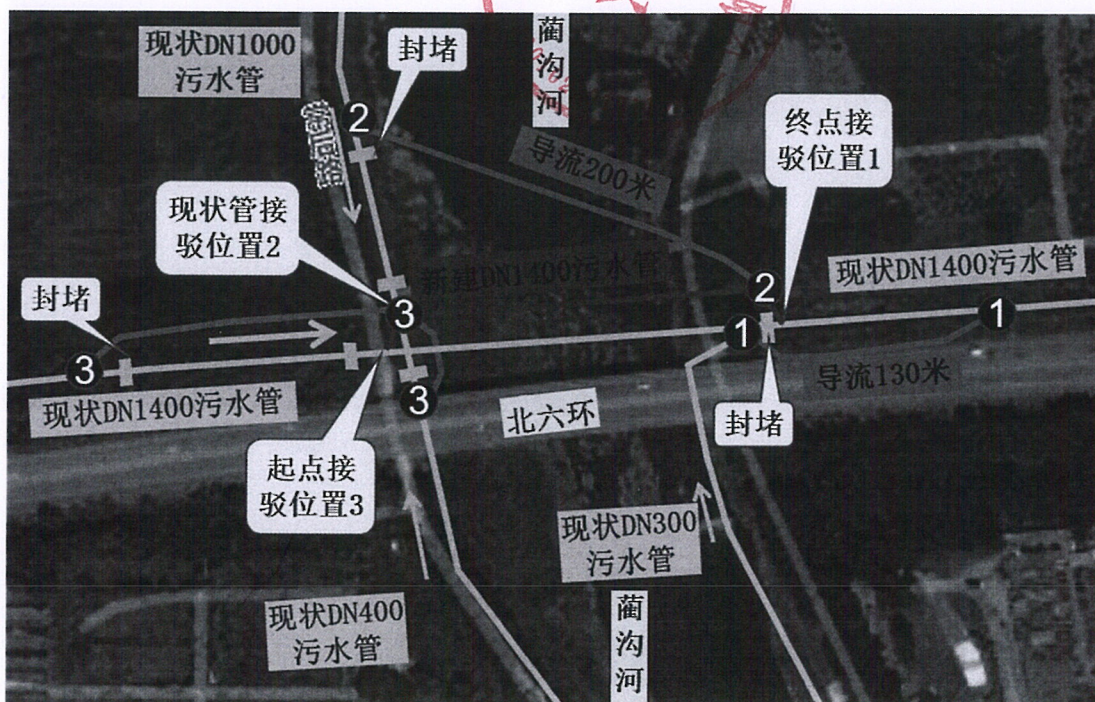 现状DN1000
污水管
封堵
蔺
沟
河
2
导流200米
终点接
驳位置1
现状管接
驳位置2
新建DN1400污水管
现状DN1400污水管
封堵
2
3
1
1
3
现状DN1400污水管
导流130米
3
北六环
封堵
起点接
驳位置3
现状DN300
污水管
现状DN400
污水管
蔺
沟
河